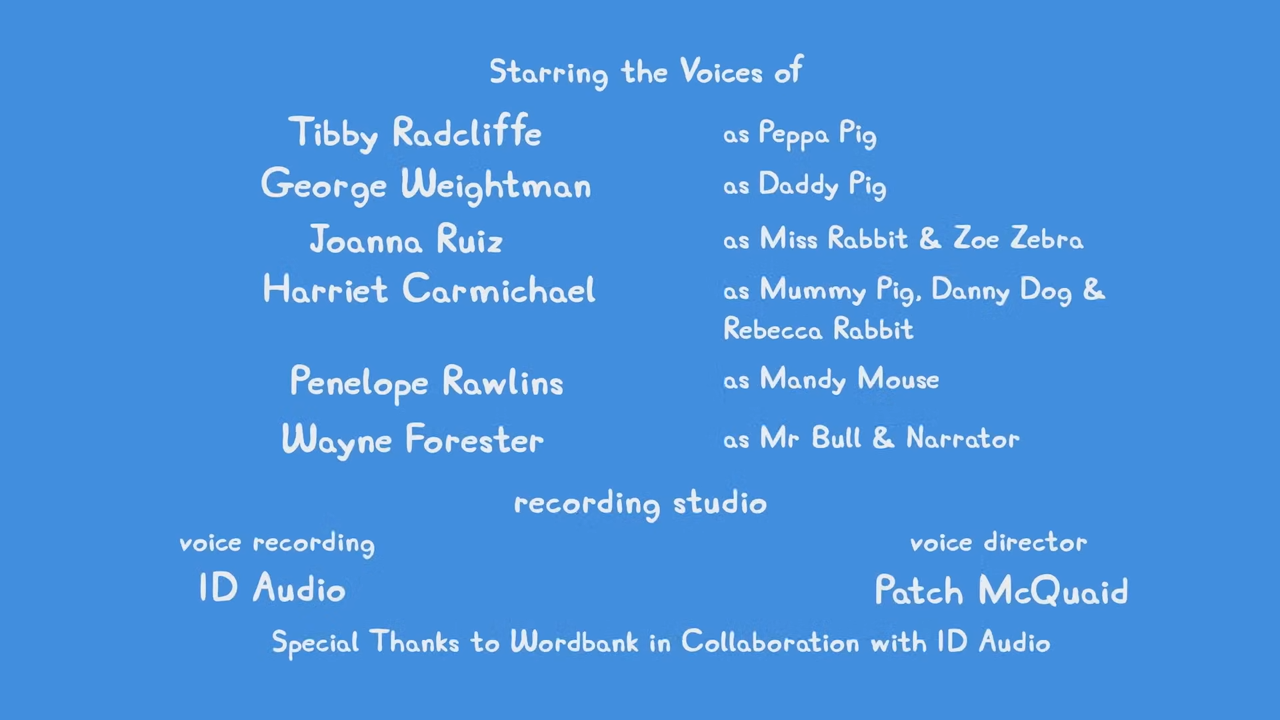 Starring the Voices of
Tibby Radcliffe as Peppa Pig
George Weightman as Daddy Pig
Joanna Ruiz as Miss Rabbit & Zoe Zebra
Harriet Carmichael as Mummy Pig, Danny Dog &
Rebecca Rabbit
Penelope Rawlins as Mandy Mouse
Wayne Forester as Mr Bull & Narrator
recording studio
voice recording voice director
ID Audio Patch McQuaid
Special Thanks to Wordbank in Collaboration with ID Audio